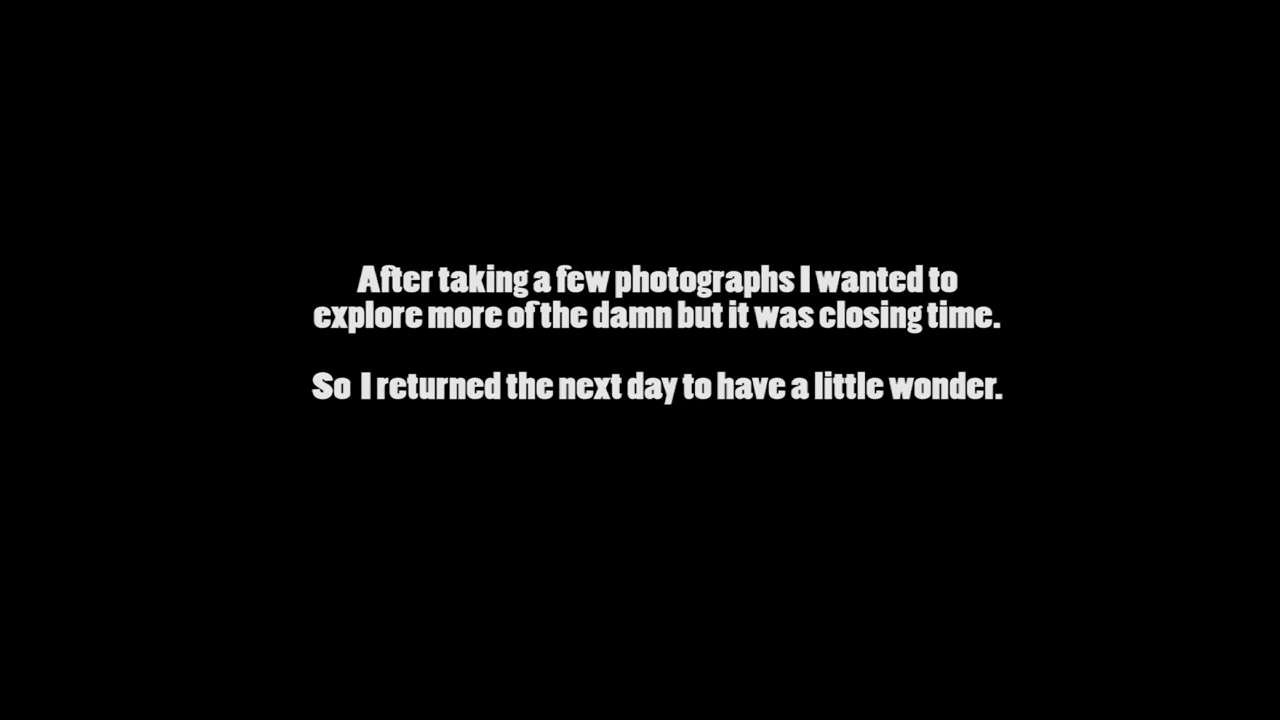 After taking a few photographs I wanted to
explore more of the damn but it was closing time.
So I returned the next day to have a little wonder.